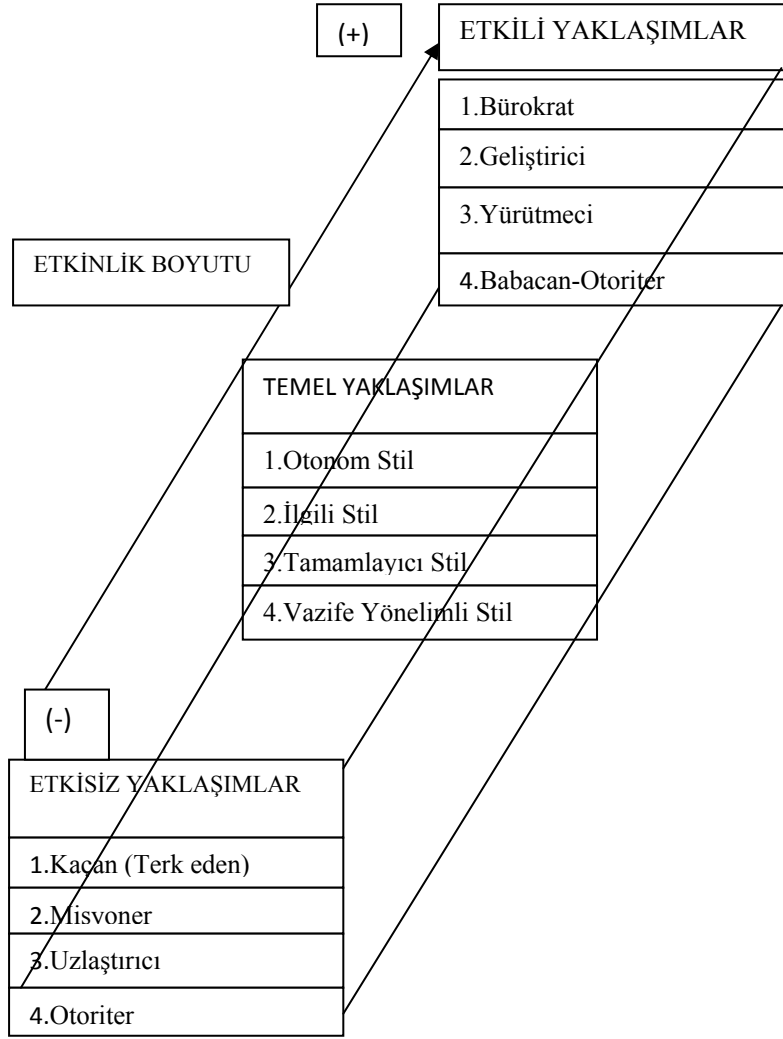 (+)
ETKİLİ YAKLAŞIMLAR
1.Bürokrat
2.Geliştirici
3.Yürütmeci
4.Babacan-Otoriter
ETKİNLİK BOYUTU
TEMEL YAKLAŞIMLAR
1.Otonom Stil
2.İlgili Stil
3.Tamamlayıcı Stil
4.Vazife Yönelimli Stil
(-)
ETKİSİZ YAKLAŞIMLAR
1.Kaçan (Terk eden)
2.Misyoner
3.Uzlaştırıcı
4.Otoriter